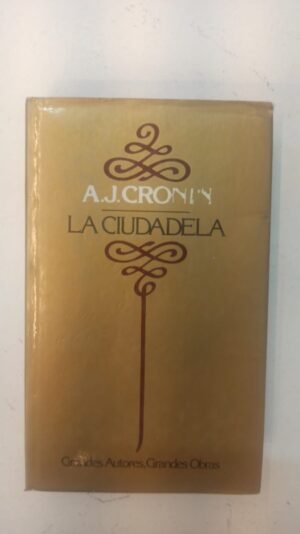 A.J.CRONIN
LA CIUDADELA
Grandes Autores, Grandes Obras